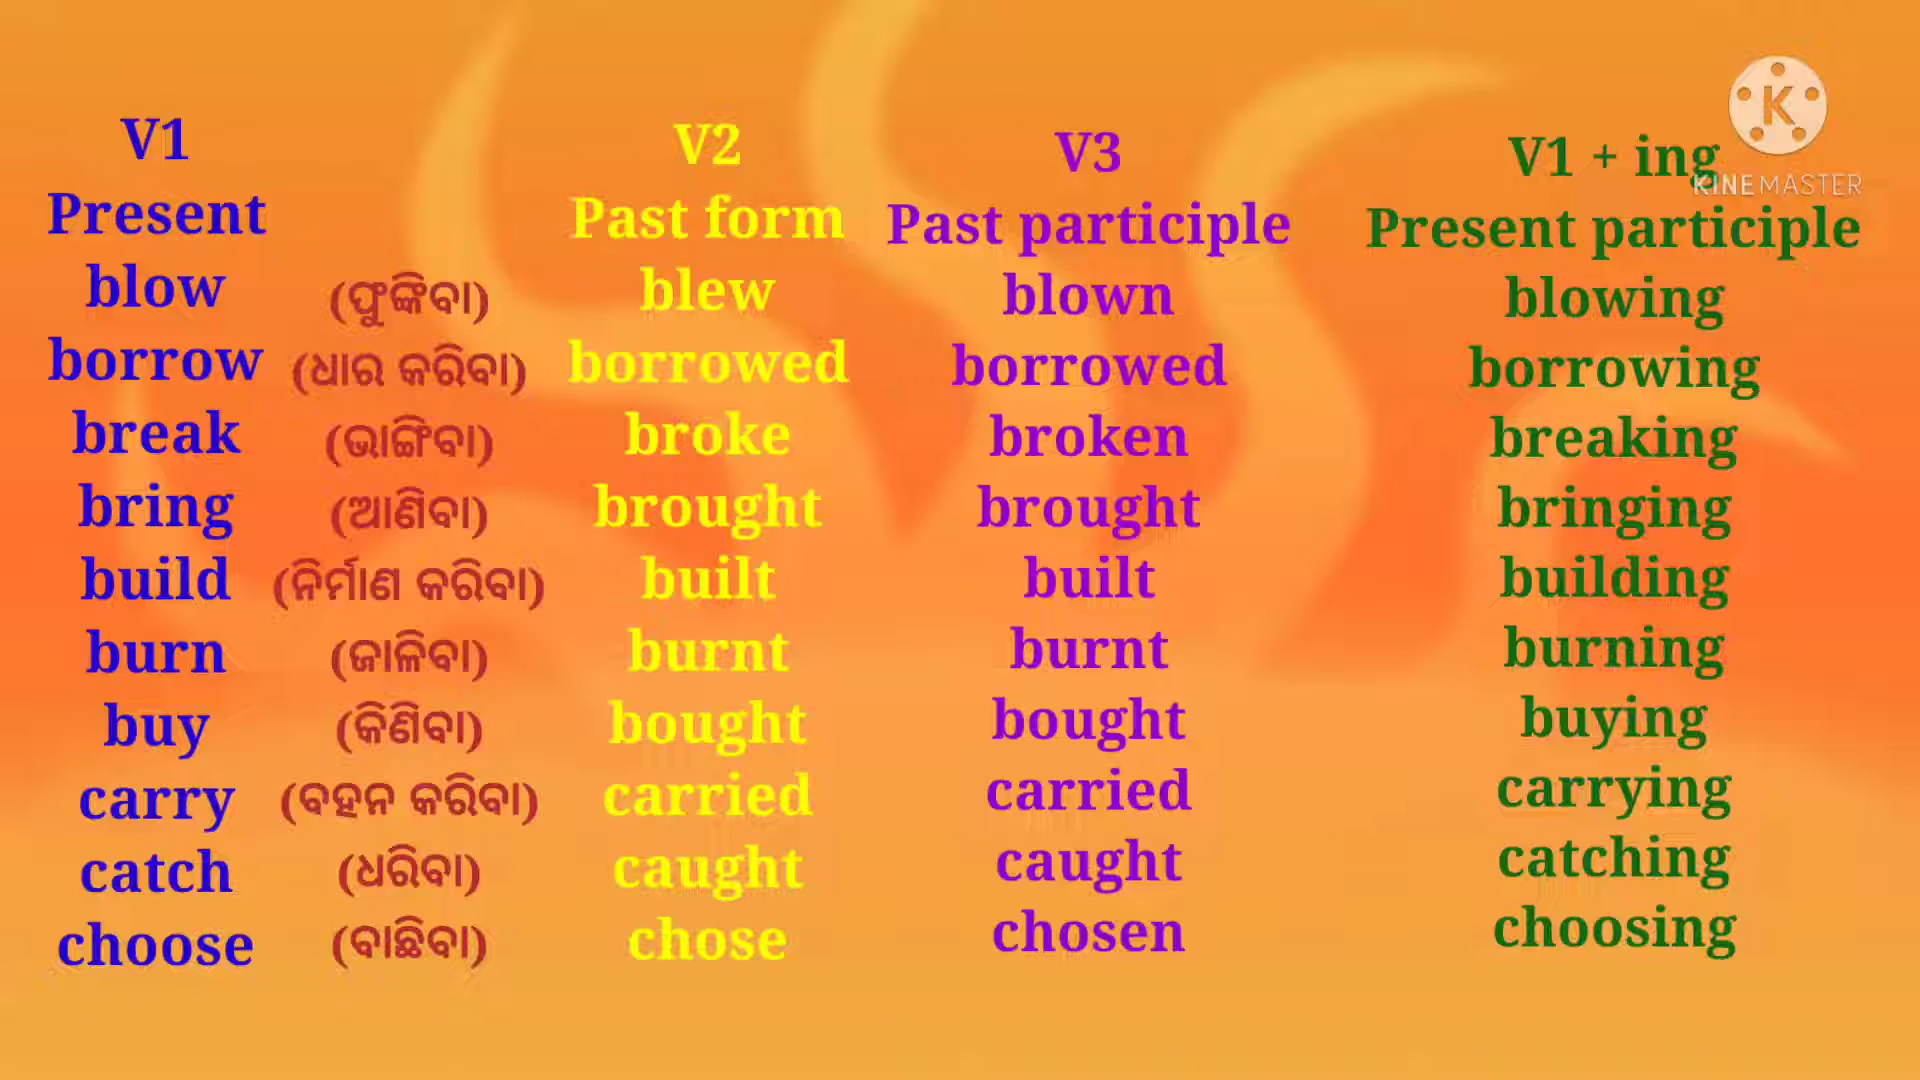 V1 V2 V3 V1 + ing
Present Past form Past participle Present participle
blow (ଫୁଙ୍କିବା) blew blown blowing
borrow (ଧାର କରିବା) borrowed borrowed borrowing
break (ଭାଙ୍ଗିବା) broke broken breaking
bring (ଆଣିବା) brought brought bringing
build (ନିର୍ମାଣ କରିବା) built built building
burn (ଜାଳିବା) burnt burnt burning
buy (କିଣିବା) bought bought buying
carry (ବହନ କରିବା) carried carried carrying
catch (ଧରିବା) caught caught catching
choose (ବାଛିବା) chose chosen choosing
K
KINEMASTER